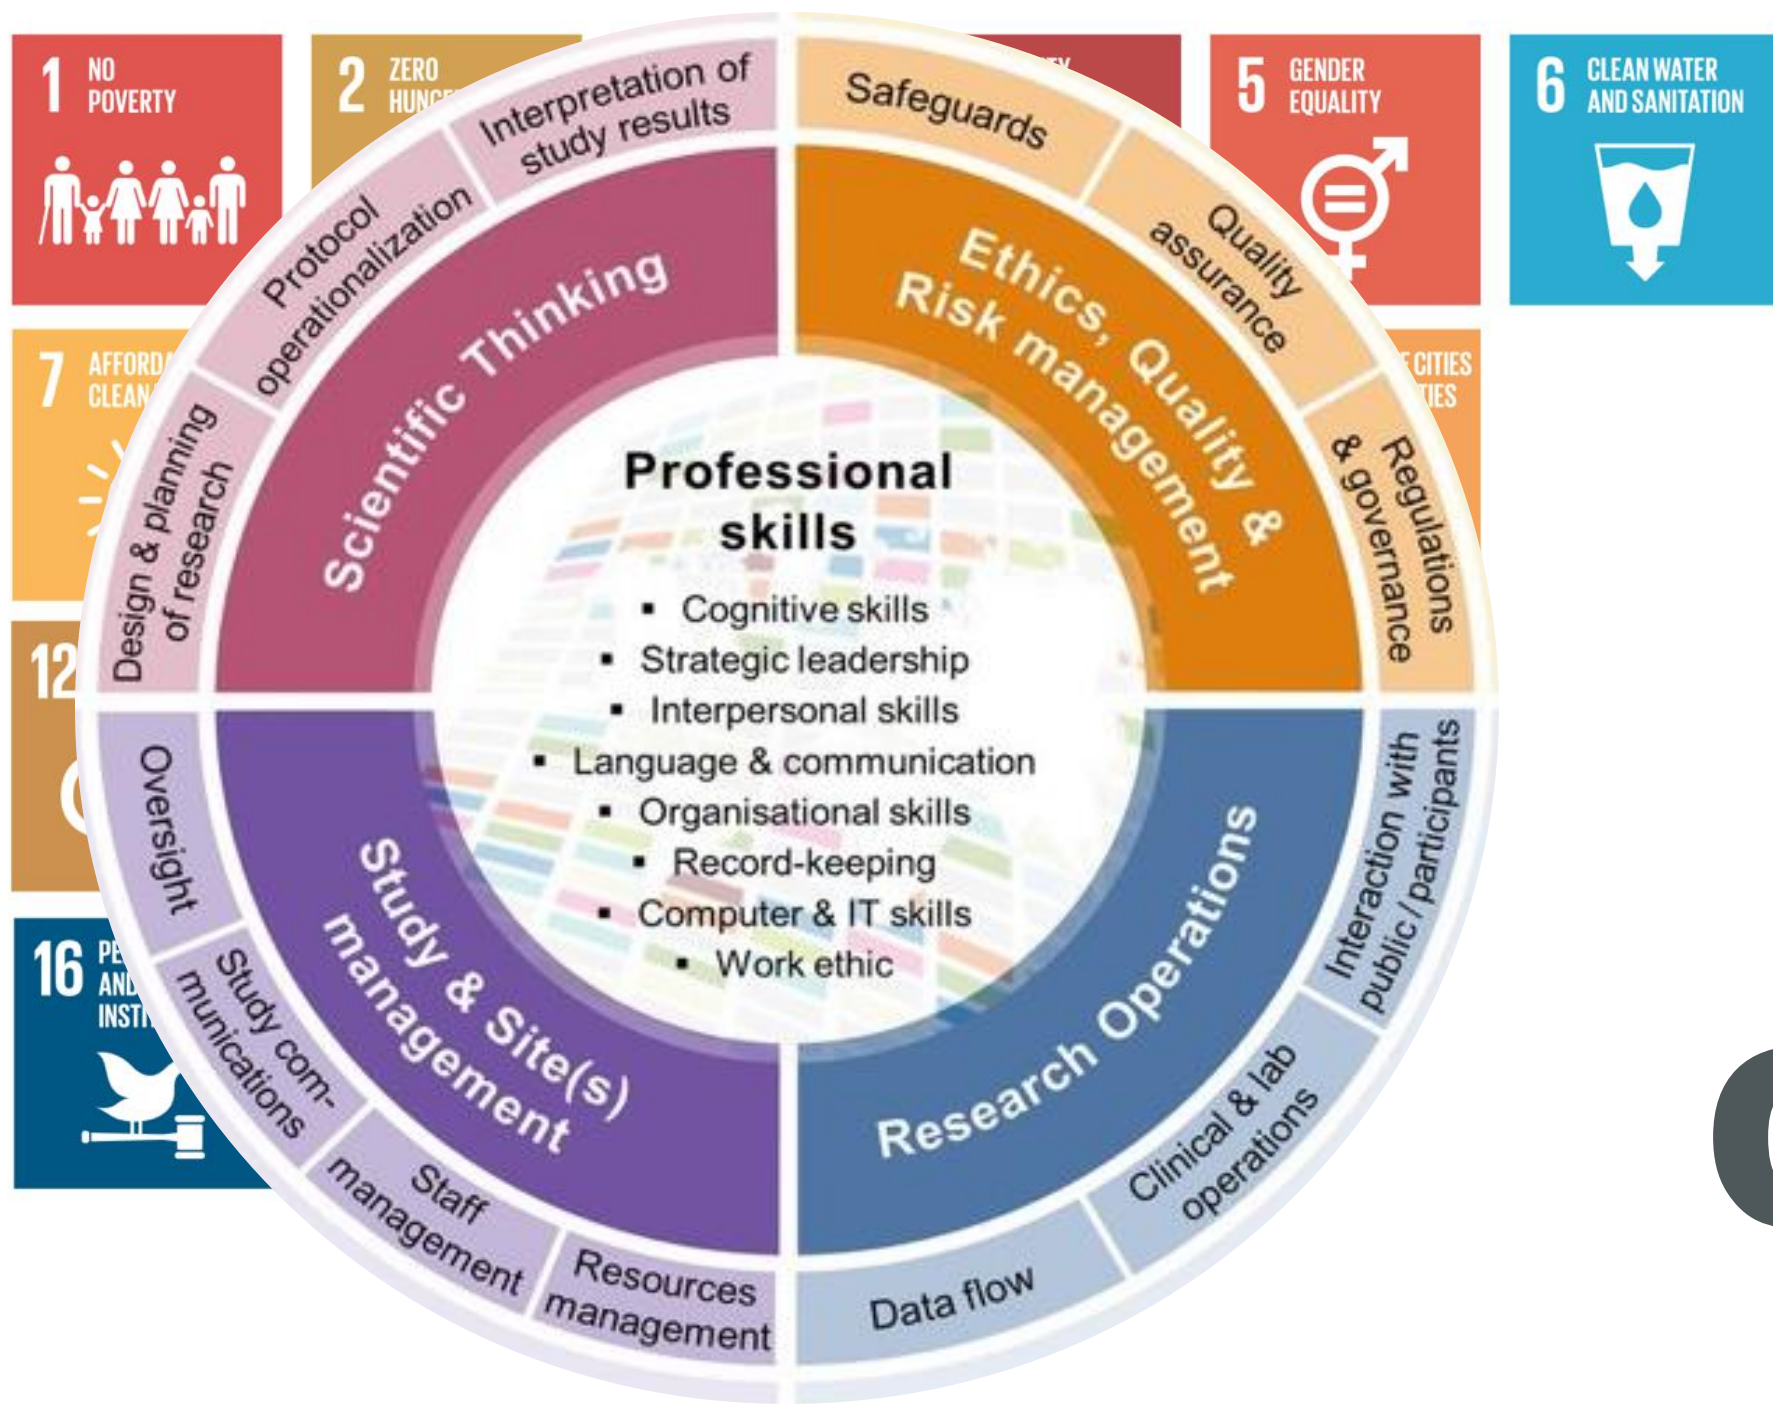 1 NO
POVERTY
2 ZERO
5 GENDER
EQUALITY
6 CLEAN WATER
AND SANITATION
7
CITIES
12
16
AND
Interpretation of
study results
Protocol
operationalization
Design & planning
of research
Scientific Thinking
Safeguards
Quality
assurance
Regulations
& governance
Ethics, Quality &
Risk management
Professional
skills
▪ Cognitive skills
▪ Strategic leadership
▪ Interpersonal skills
▪ Language & communication
▪ Organisational skills
▪ Record-keeping
▪ Computer & IT skills
▪ Work ethic
Oversight
Study com-
munications
Staff
management
Resources
management
Study & Site(s)
management
Interaction with
public / participants
Clinical & lab
operations
Data flow
Research Operations